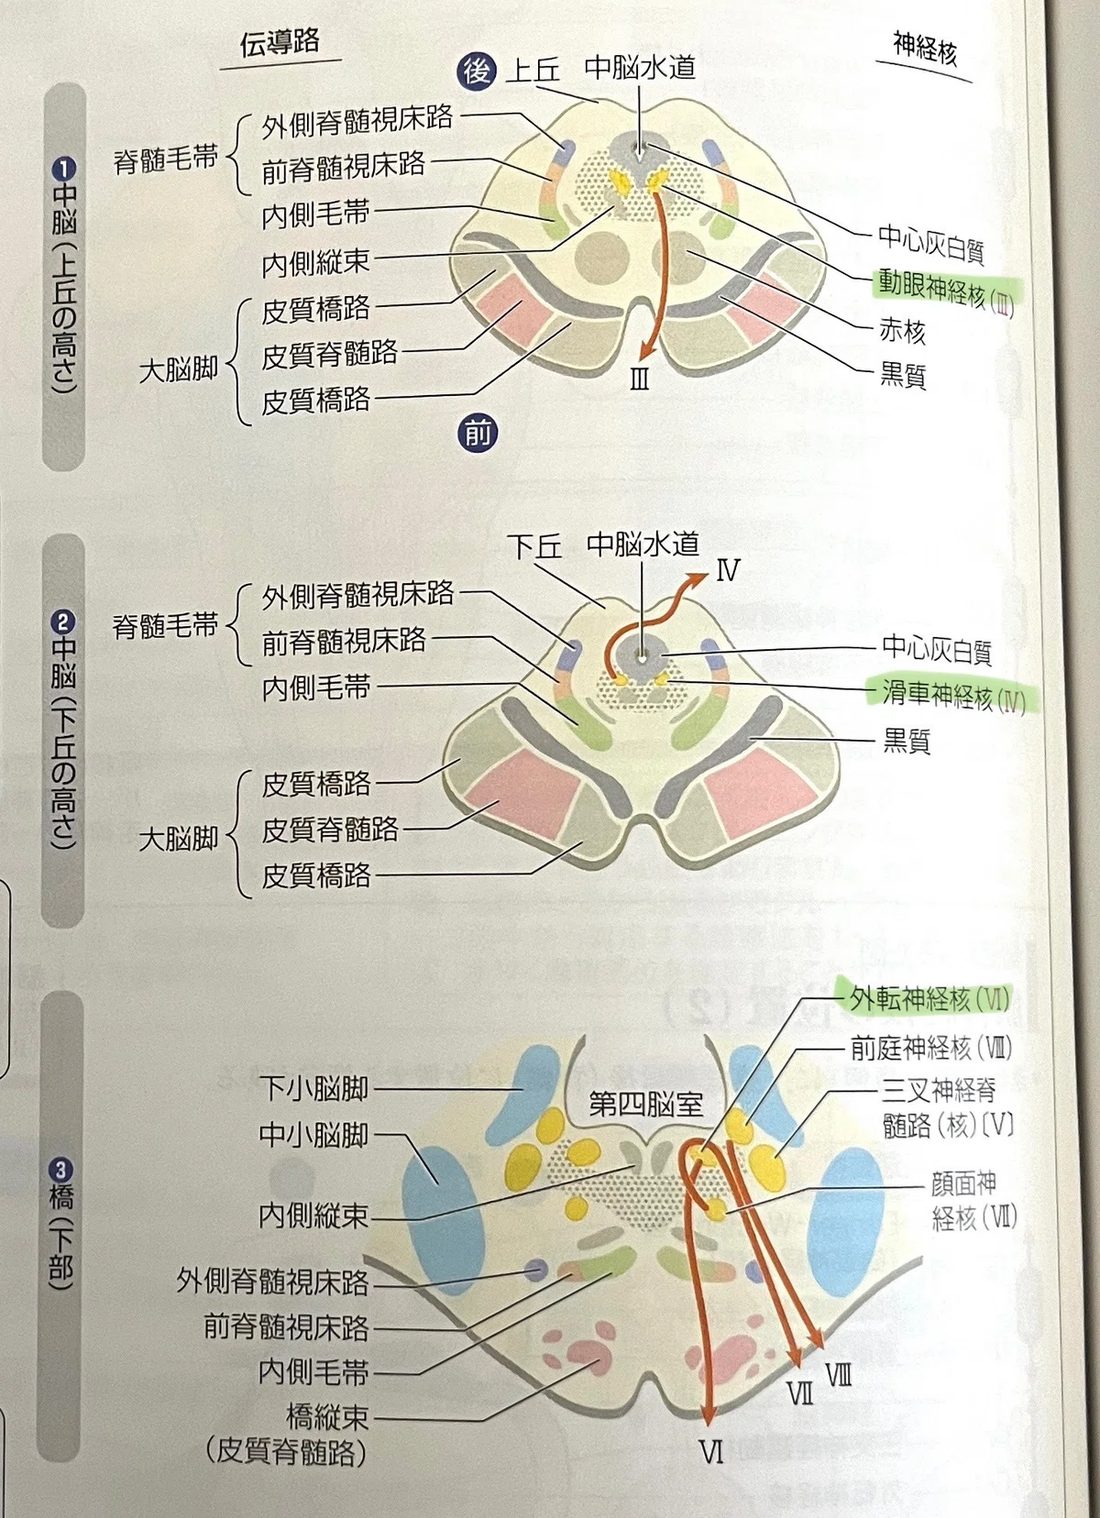 伝導路
神経核
❶中脳(上丘の高さ)
後
上丘
中脳水道
脊髄毛帯
外側脊髄視床路
前脊髄視床路
内側毛帯
内側縦束
大脳脚
皮質橋路
皮質脊髄路
皮質橋路
中心灰白質
動眼神経核(Ⅲ)
赤核
黒質
Ⅲ
前
❷中脳(下丘の高さ)
下丘
中脳水道
Ⅳ
脊髄毛帯
外側脊髄視床路
前脊髄視床路
内側毛帯
大脳脚
皮質橋路
皮質脊髄路
皮質橋路
中心灰白質
滑車神経核(Ⅳ)
黒質
❸橋(下部)
下小脳脚
中小脳脚
内側縦束
外側脊髄視床路
前脊髄視床路
内側毛帯
橋縦束
(皮質脊髄路)
第四脳室
外転神経核(Ⅵ)
前庭神経核(Ⅷ)
三叉神経脊
髄路(核)〔Ⅴ〕
顔面神
経核(Ⅶ)
Ⅷ
Ⅶ
Ⅵ